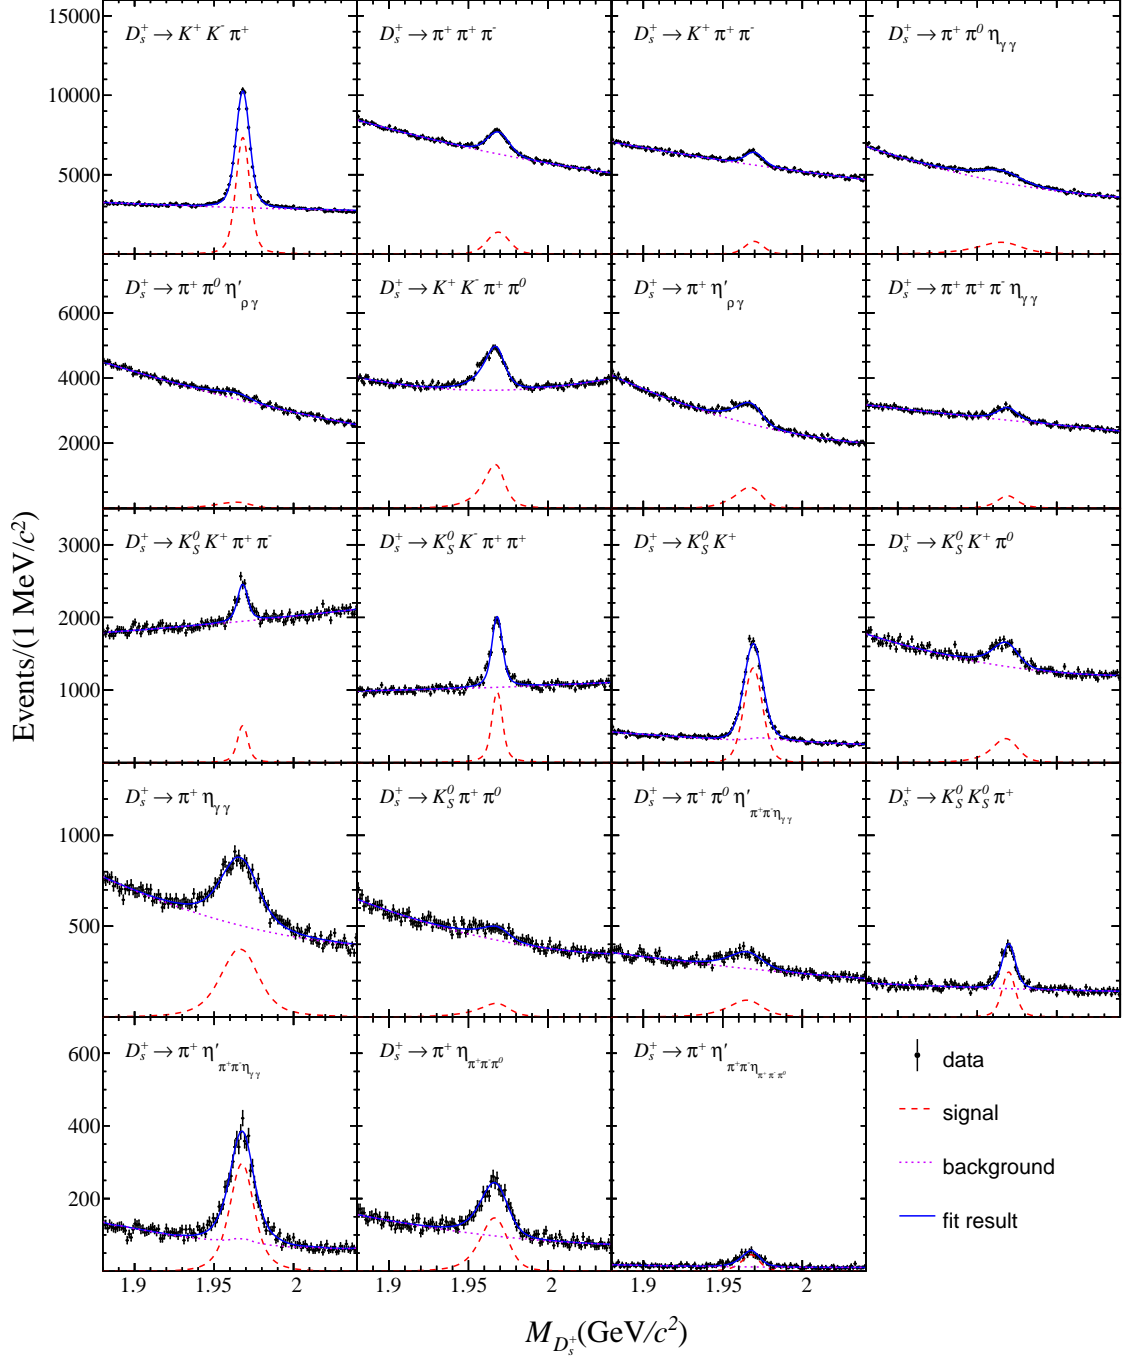 15000
10000
5000
D_s^+ → K^+ K^- π^+
D_s^+ → π^+ π^+ π^-
D_s^+ → K^+ π^+ π^-
D_s^+ → π^+ π^0 η_γγ
6000
4000
2000
D_s^+ → π^+ π^0 η′_ργ
D_s^+ → K^+ K^- π^+ π^0
D_s^+ → π^+ η′_ργ
D_s^+ → π^+ π^+ π^- η_γγ
3000
2000
1000
D_s^+ → K_S^0 K^+ π^+ π^-
D_s^+ → K_S^0 K^- π^+ π^+
D_s^+ → K_S^0 K^+
D_s^+ → K_S^0 K^+ π^0
1000
500
D_s^+ → π^+ η_γγ
D_s^+ → K_S^0 π^+ π^0
D_s^+ → π^+ π^0 η′_π^+π^-η_γγ
D_s^+ → K_S^0 K_S^0 π^+
600
400
200
D_s^+ → π^+ η′_π^+π^-η_γγ
D_s^+ → π^+ η_π^+π^-π^0
D_s^+ → π^+ η′_π^+π^-η_π^+π^-π^0
data
signal
background
fit result
1.9 1.95 2
1.9 1.95 2
1.9 1.95 2
Events/(1 MeV/c^2)
M_D_s^+(GeV/c^2)